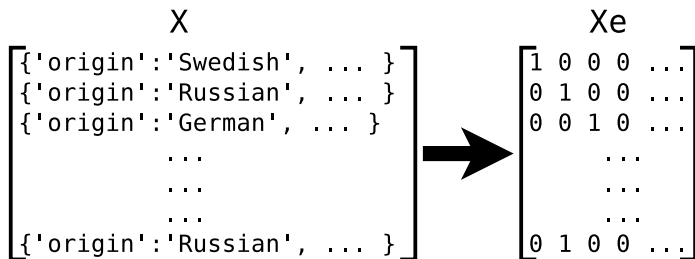 X Xe
{'origin':'Swedish', ... } 1 0 0 0 ...
{'origin':'Russian', ... } 0 1 0 0 ...
{'origin':'German', ... } 0 0 1 0 ...
... ...
... ...
... ...
{'origin':'Russian', ... } 0 1 0 0 ...